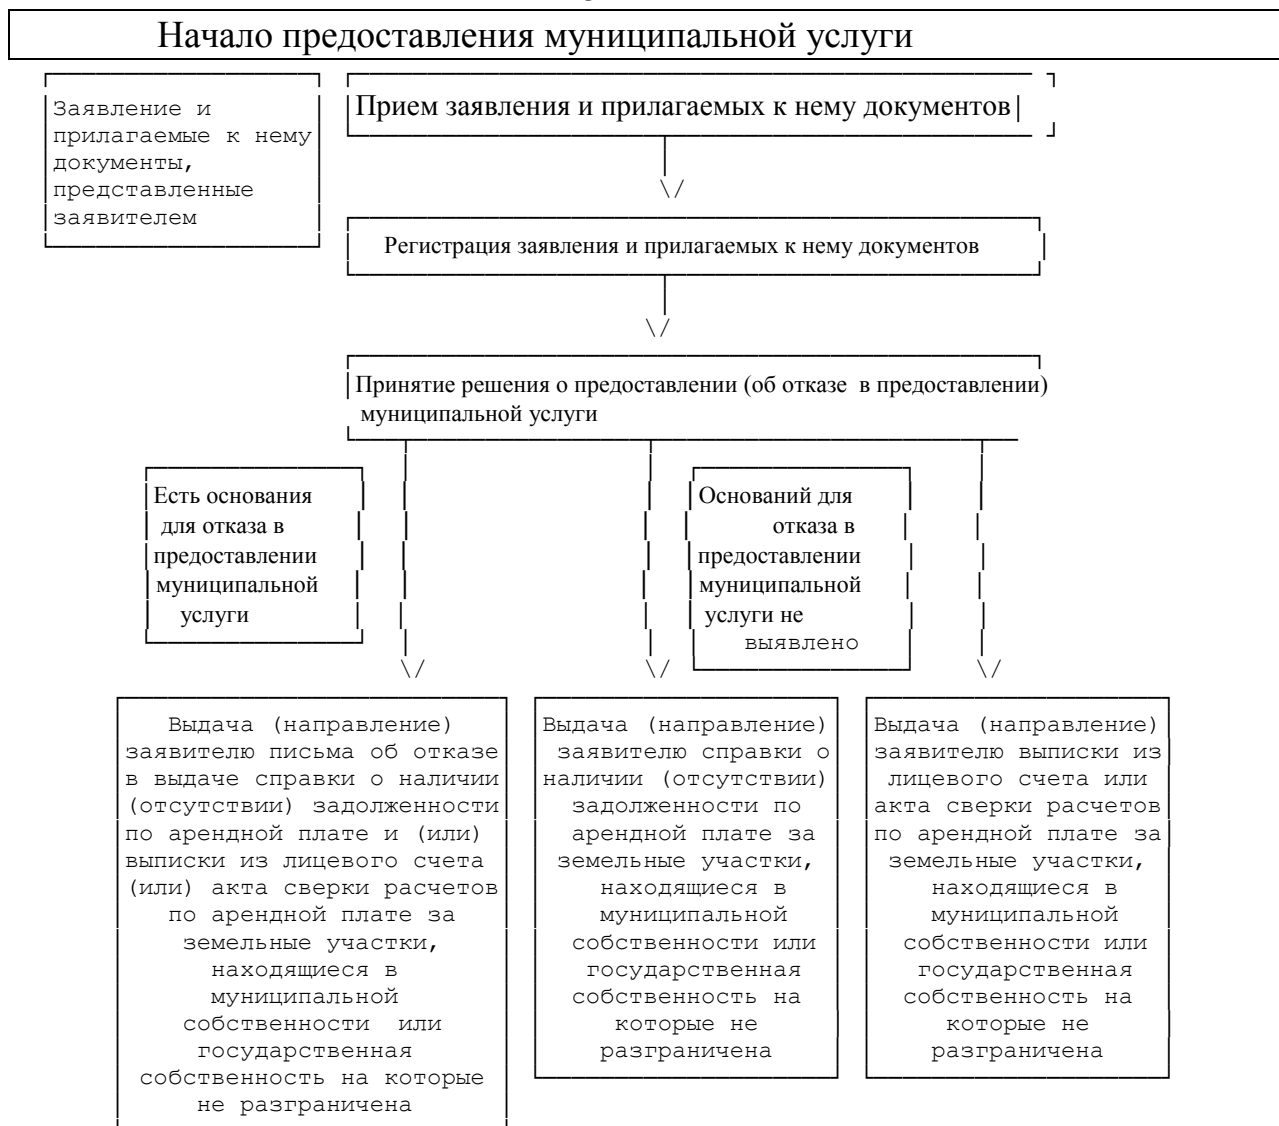 Начало предоставления муниципальной услуги
Заявление и
прилагаемые к нему
документы,
представленные
заявителем
Прием заявления и прилагаемых к нему документов
Регистрация заявления и прилагаемых к нему документов
Принятие решения о предоставлении (об отказе в предоставлении)
муниципальной услуги
Есть основания
для отказа в
предоставлении
муниципальной
услуги
Оснований для
отказа в
предоставлении
муниципальной
услуги не
выявлено
Выдача (направление)
заявителю письма об отказе
в выдаче справки о наличии
(отсутствии) задолженности
по арендной плате и (или)
выписки из лицевого счета
(или) акта сверки расчетов
по арендной плате за
земельные участки,
находящиеся в
муниципальной
собственности или
государственная
собственность на которые
не разграничена
Выдача (направление)
заявителю справки о
наличии (отсутствии)
задолженности по
арендной плате за
земельные участки,
находящиеся в
муниципальной
собственности или
государственная
собственность на
которые не
разграничена
Выдача (направление)
заявителю выписки из
лицевого счета или
акта сверки расчетов
по арендной плате за
земельные участки,
находящиеся в
муниципальной
собственности или
государственная
собственность на
которые не
разграничена